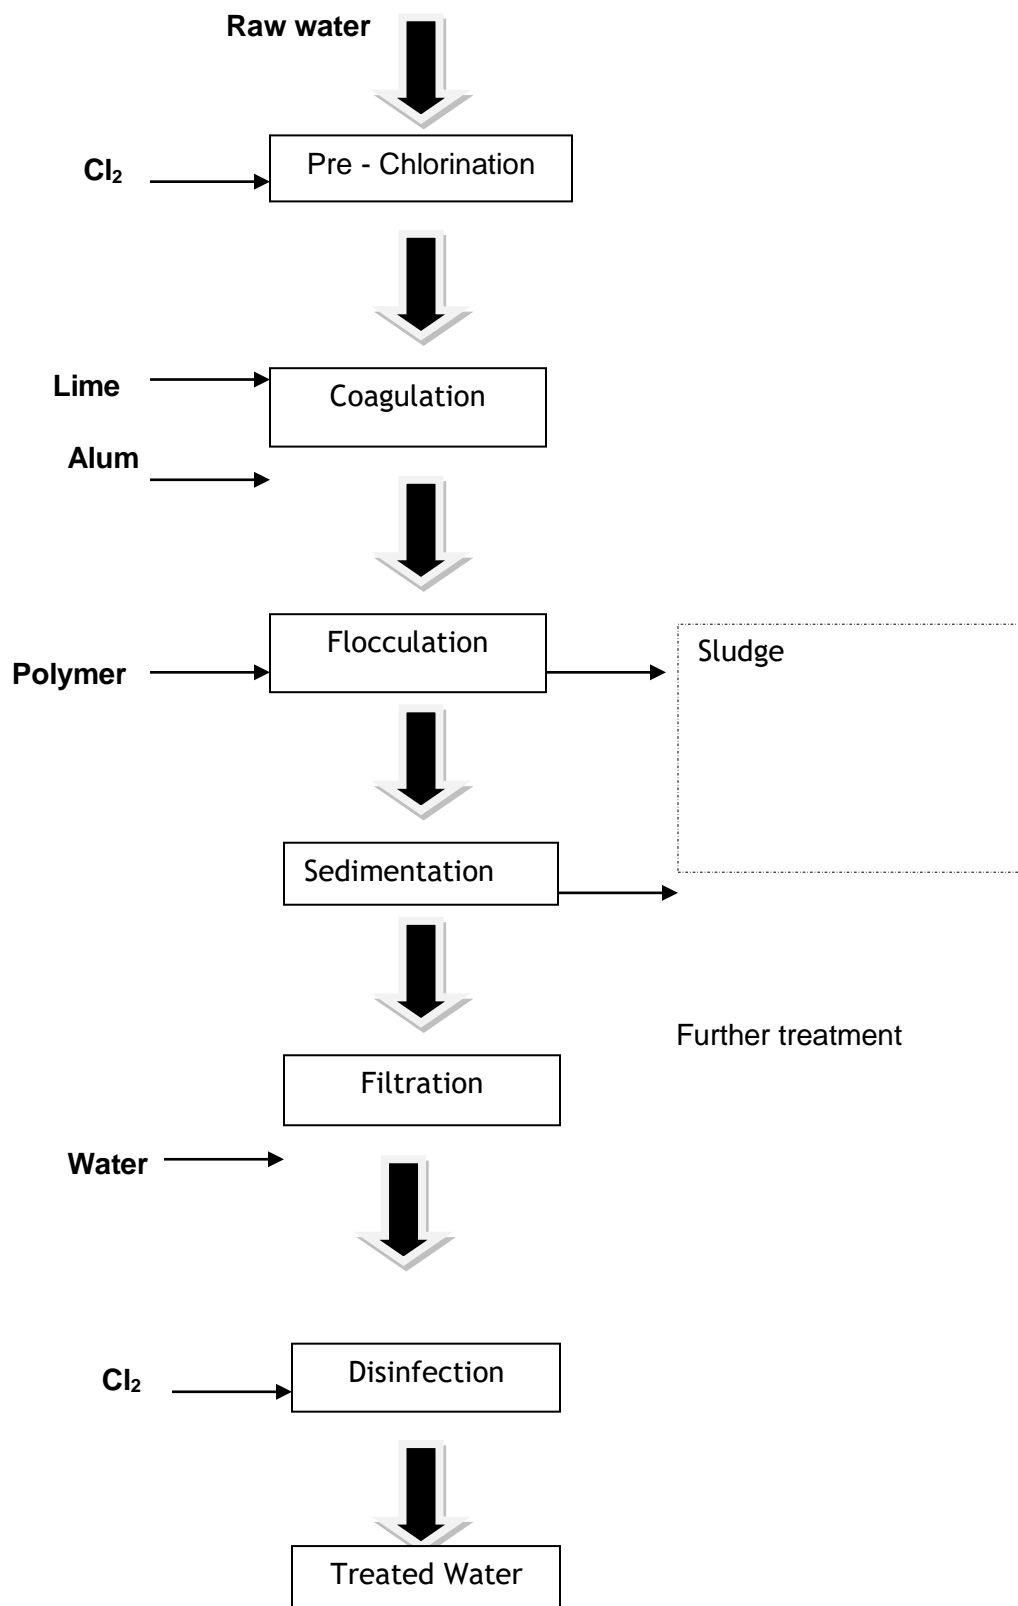 Raw water
Pre - Chlorination
Cl₂
Lime
Coagulation
Alum
Flocculation
Sludge
Polymer
Sedimentation
Further treatment
Filtration
Water
Disinfection
Cl₂
Treated Water